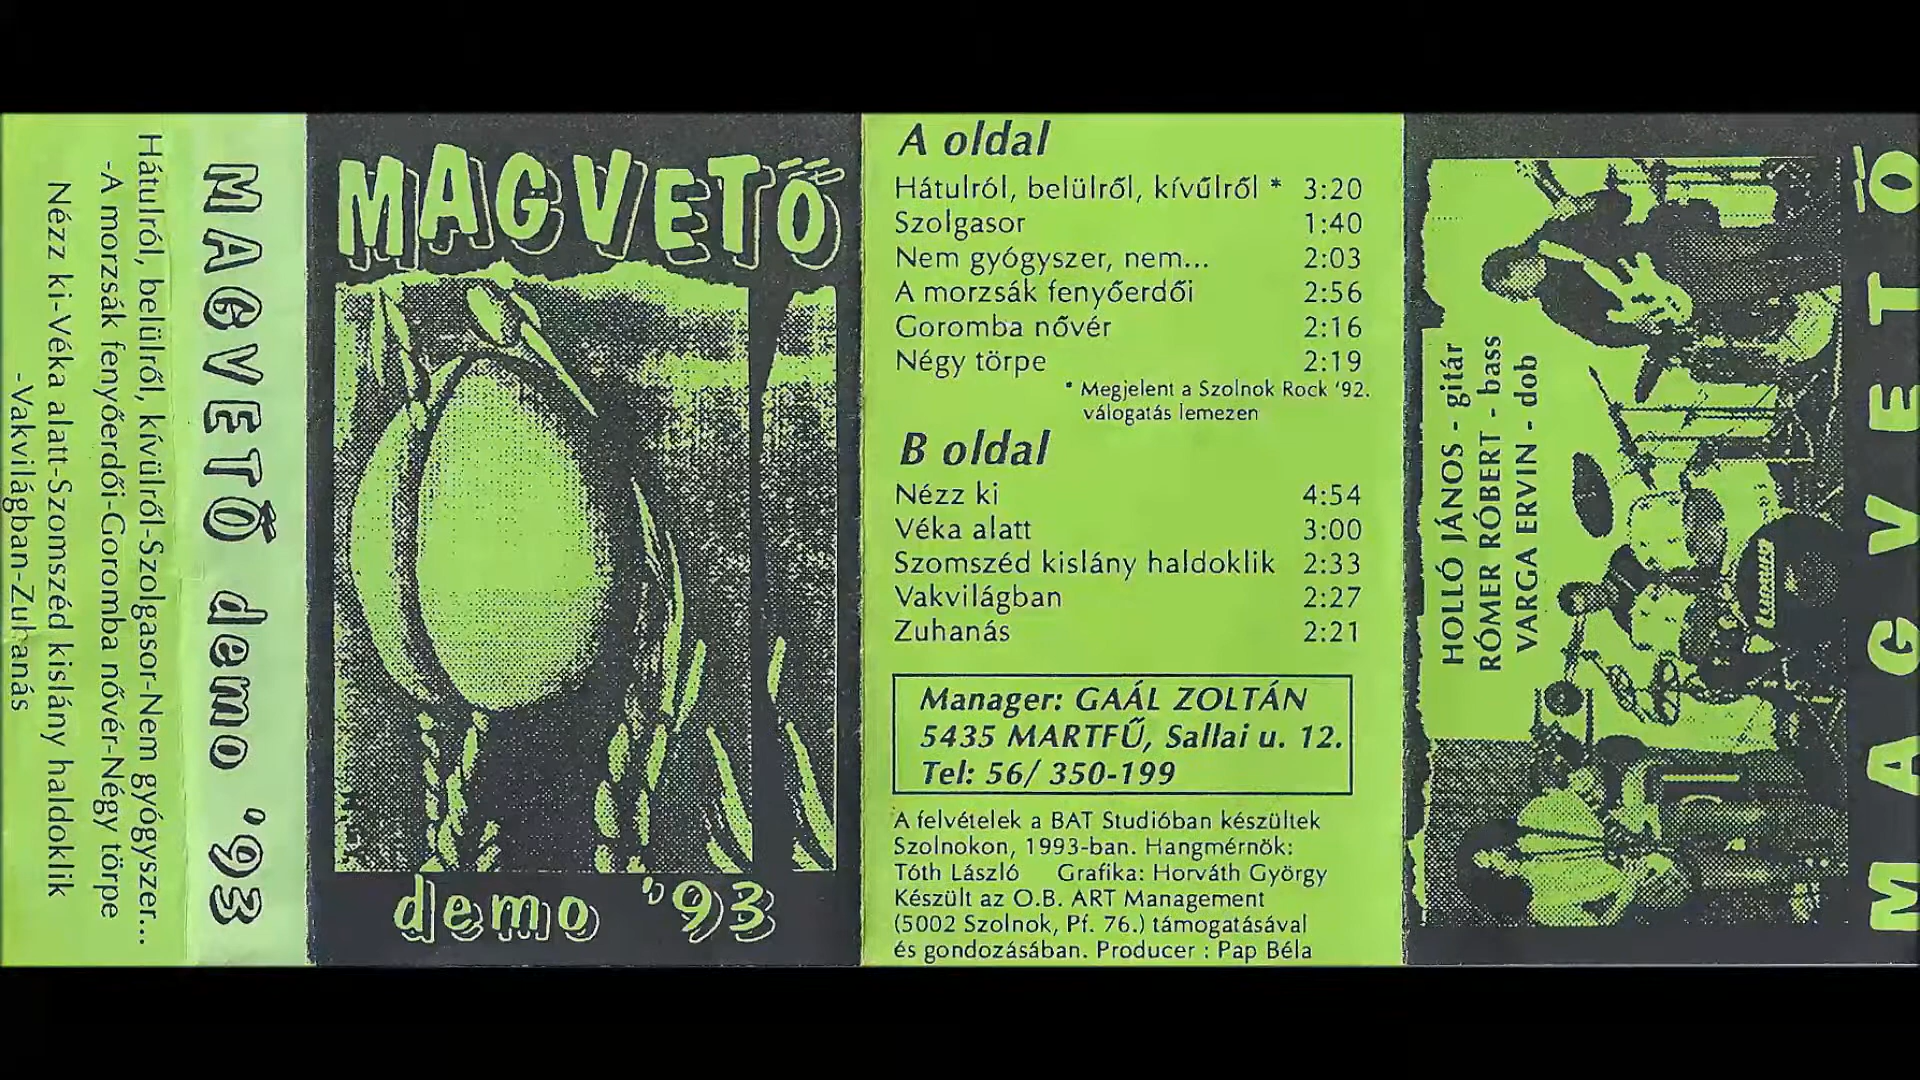 Hátulról, belülről, kívülről-Szolgasor-Nem gyógyszer...
-A morzsák fenyőerdői-Goromba nővér-Négy törpe
Nézz ki-Véka alatt-Szomszéd kislány haldoklik
-Vakvilágban-Zuhanás
MAGVETŐ demo '93
MAGVETŐ
demo '93
A oldal
Hátulról, belülről, kívűlről * 3:20
Szolgasor 1:40
Nem gyógyszer, nem... 2:03
A morzsák fenyőerdői 2:56
Goromba nővér 2:16
Négy törpe 2:19
* Megjelent a Szolnok Rock '92.
válogatás lemezen
B oldal
Nézz ki 4:54
Véka alatt 3:00
Szomszéd kislány haldoklik 2:33
Vakvilágban 2:27
Zuhanás 2:21
Manager: GAÁL ZOLTÁN
5435 MARTFŰ, Sallai u. 12.
Tel: 56/ 350-199
A felvételek a BAT Studióban készültek
Szolnokon, 1993-ban. Hangmérnök:
Tóth László Grafika: Horváth György
Készült az O.B. ART Management
(5002 Szolnok, Pf. 76.) támogatásával
és gondozásában. Producer : Pap Béla
HOLLÓ JÁNOS - gitár
RÓMER RÓBERT - bass
VARGA ERVIN - dob
MAGVETŐ